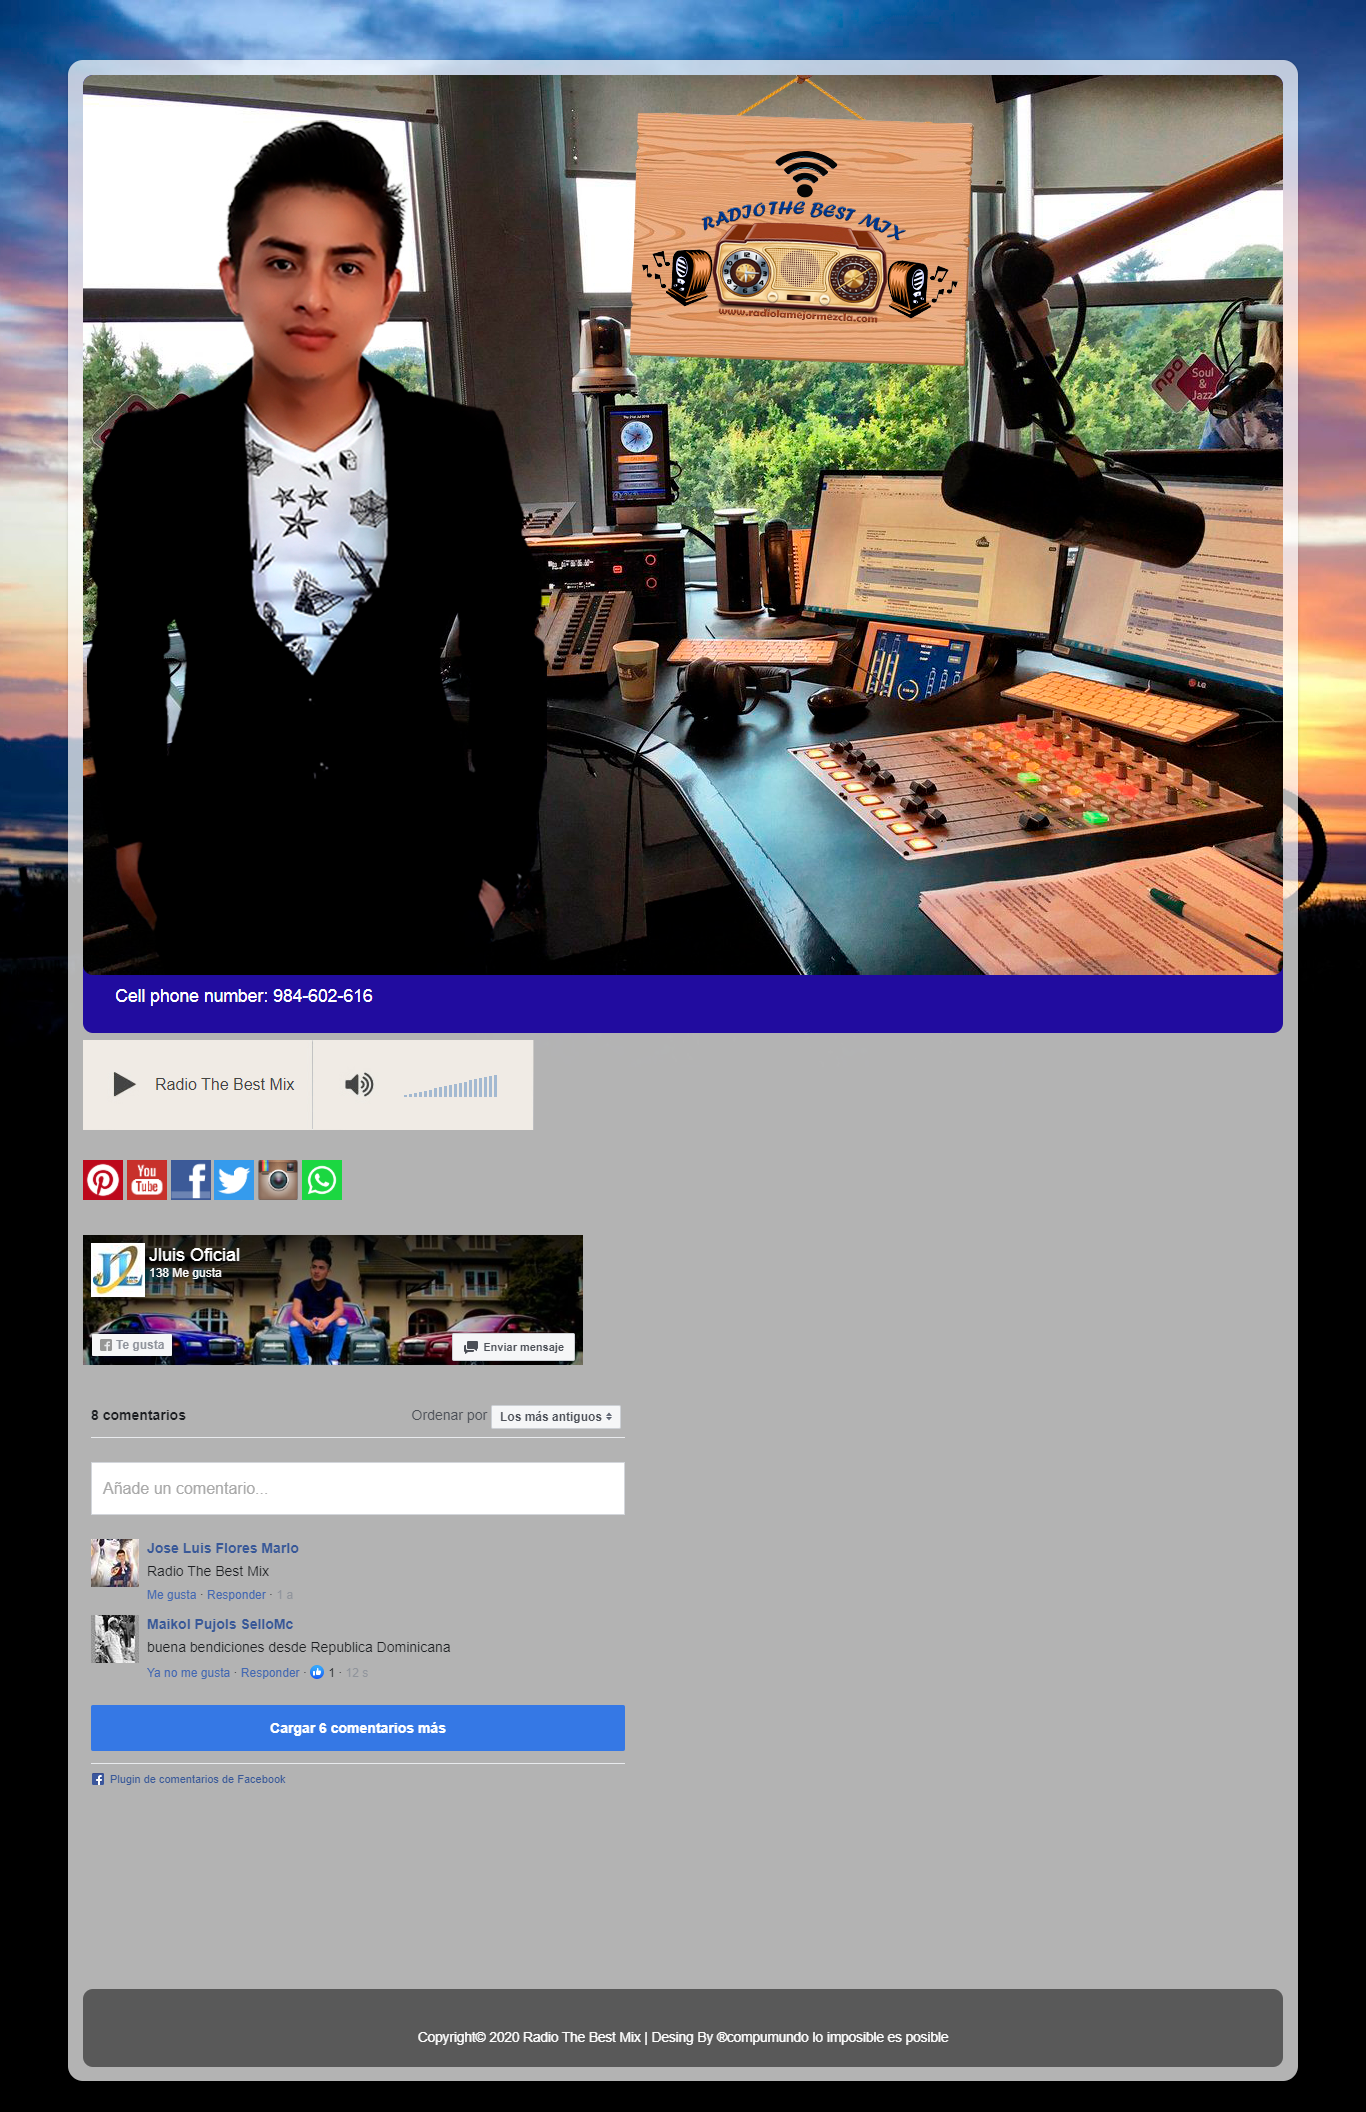 RADIO THE BEST MIX
www.radiolamejormezcla.com
npo
Soul
&
Jazz
LG
Cell phone number: 984-602-616
Radio The Best Mix
You
Tube
JL
Jluis Oficial
138 Me gusta
Te gusta
Enviar mensaje
8 comentarios
Ordenar por Los más antiguos
Añade un comentario...
Jose Luis Flores Marlo
Radio The Best Mix
Me gusta · Responder · 1 a
Maikol Pujols SelloMc
buena bendiciones desde Republica Dominicana
Ya no me gusta · Responder · 1 · 12 s
Cargar 6 comentarios más
Plugin de comentarios de Facebook
Copyright© 2020 Radio The Best Mix | Desing By ®compumundo lo imposible es posible